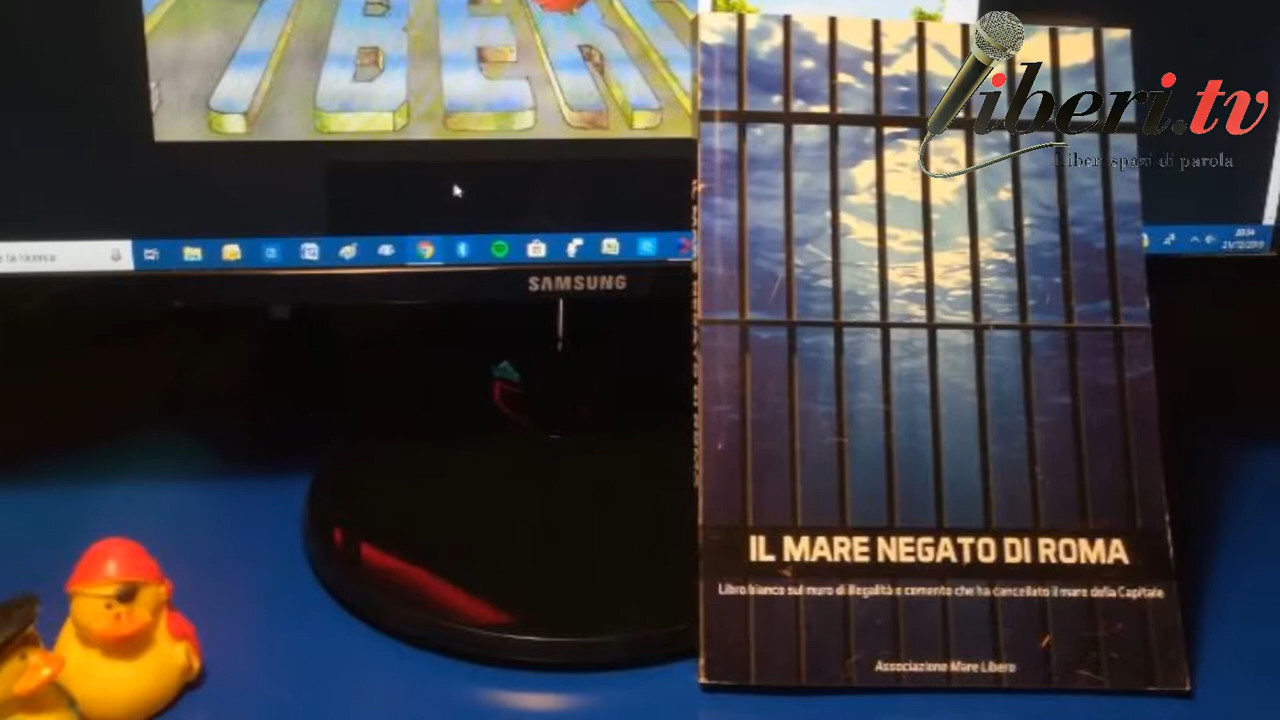 IBERI
liberi.tv
Liberi spazi di parola
SAMSUNG
IL MARE NEGATO DI ROMA
Libro bianco sul muro di illegalità e cemento che ha cancellato il mare della Capitale
Associazione Mare Libero